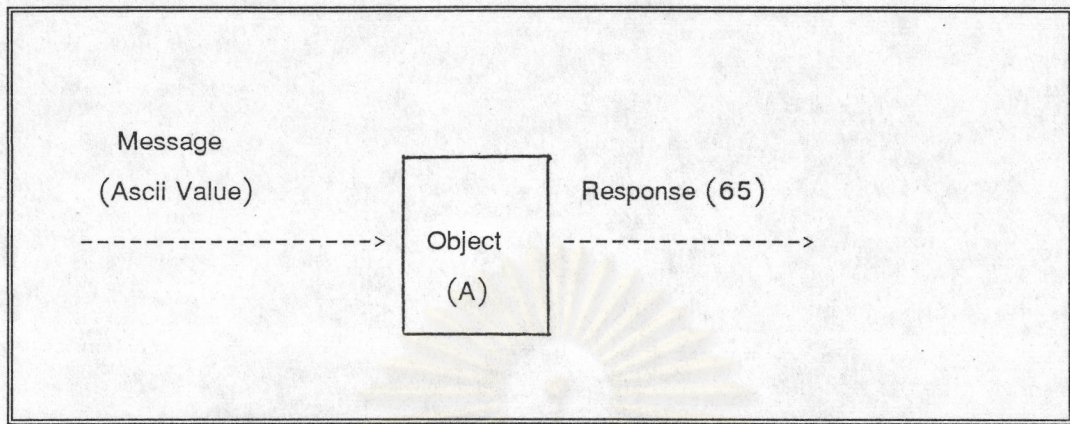 Message
(Ascii Value)
Response (65)
Object
(A)